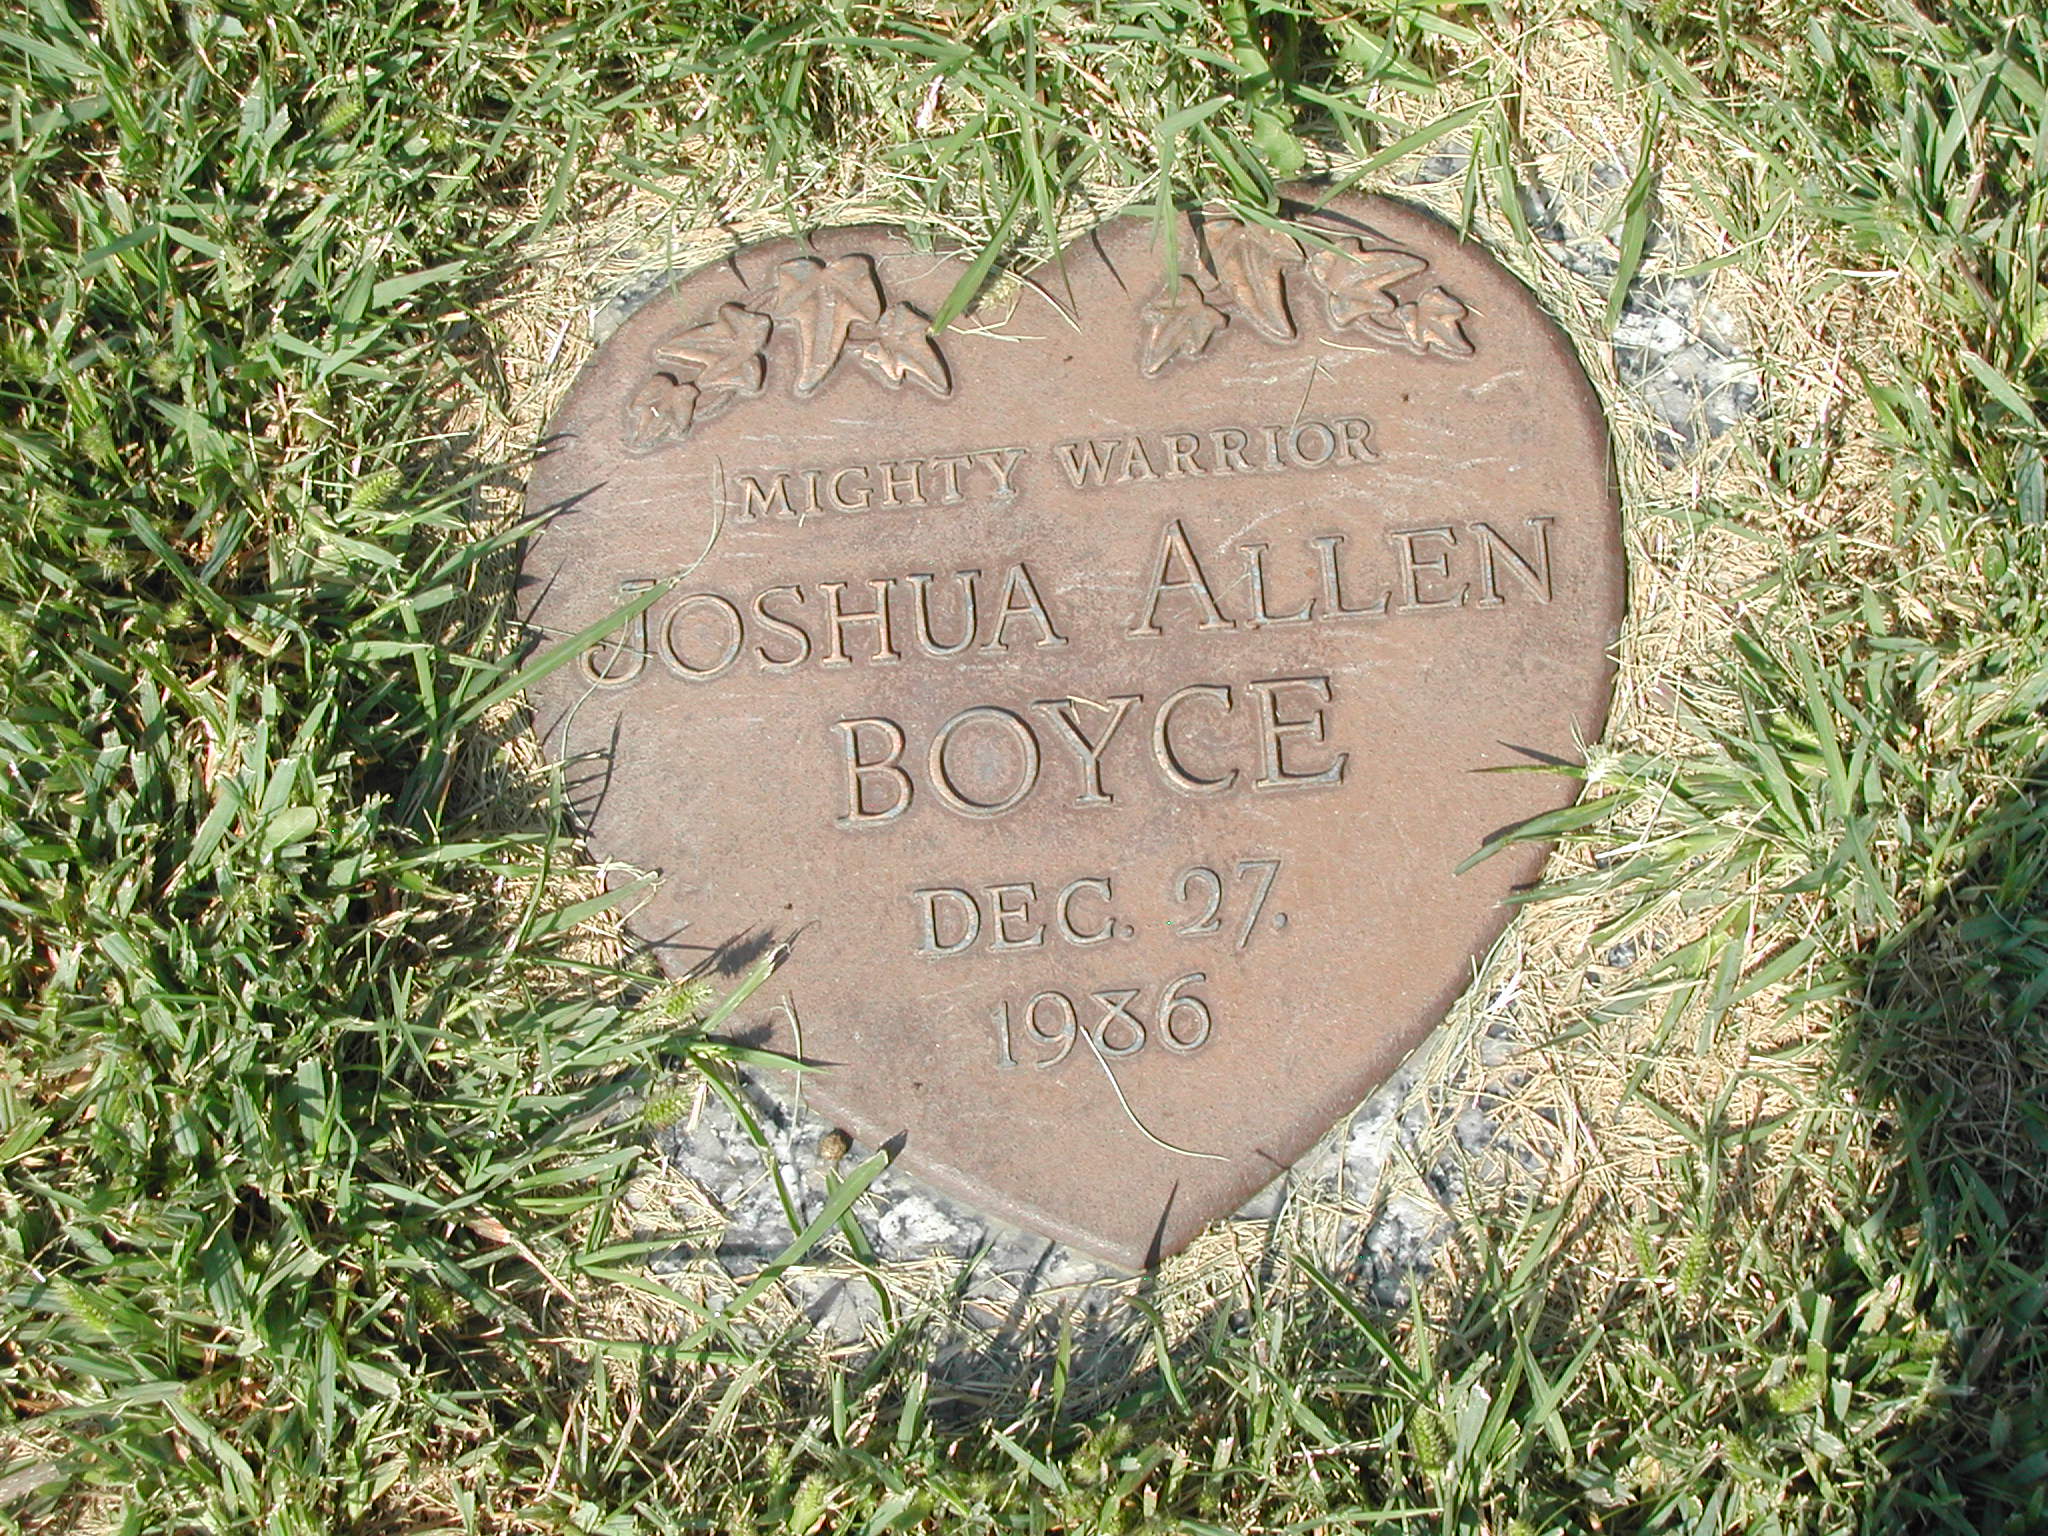 MIGHTY WARRIOR
JOSHUA ALLEN
BOYCE
DEC. 27,
1986